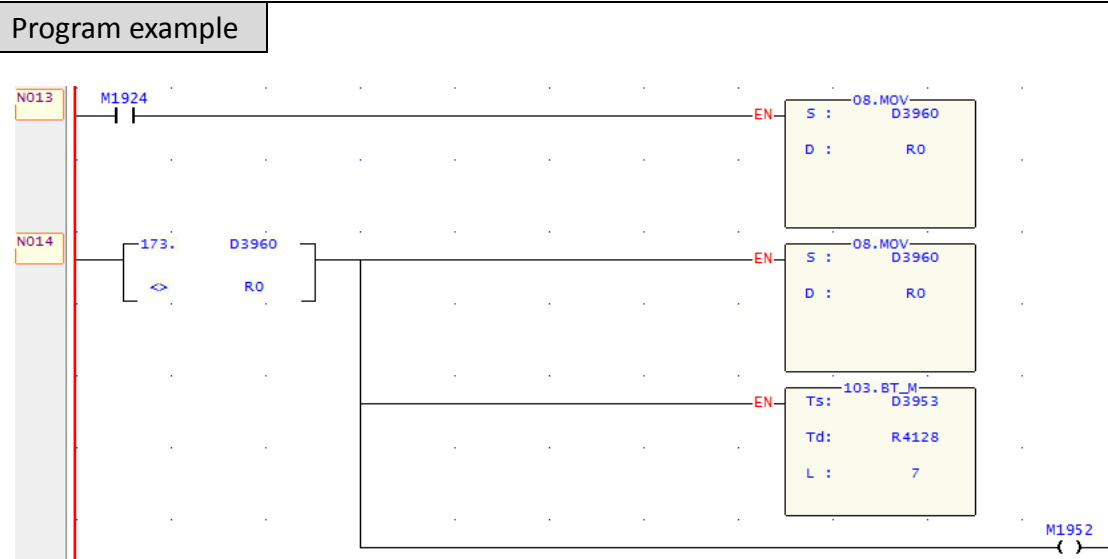 Program example
N013 M1924
08.MOV
EN S : D3960
D : R0
N014 173. D3960
<> R0
08.MOV
EN S : D3960
D : R0
103.BT_M
EN Ts: D3953
Td: R4128
L : 7
M1952